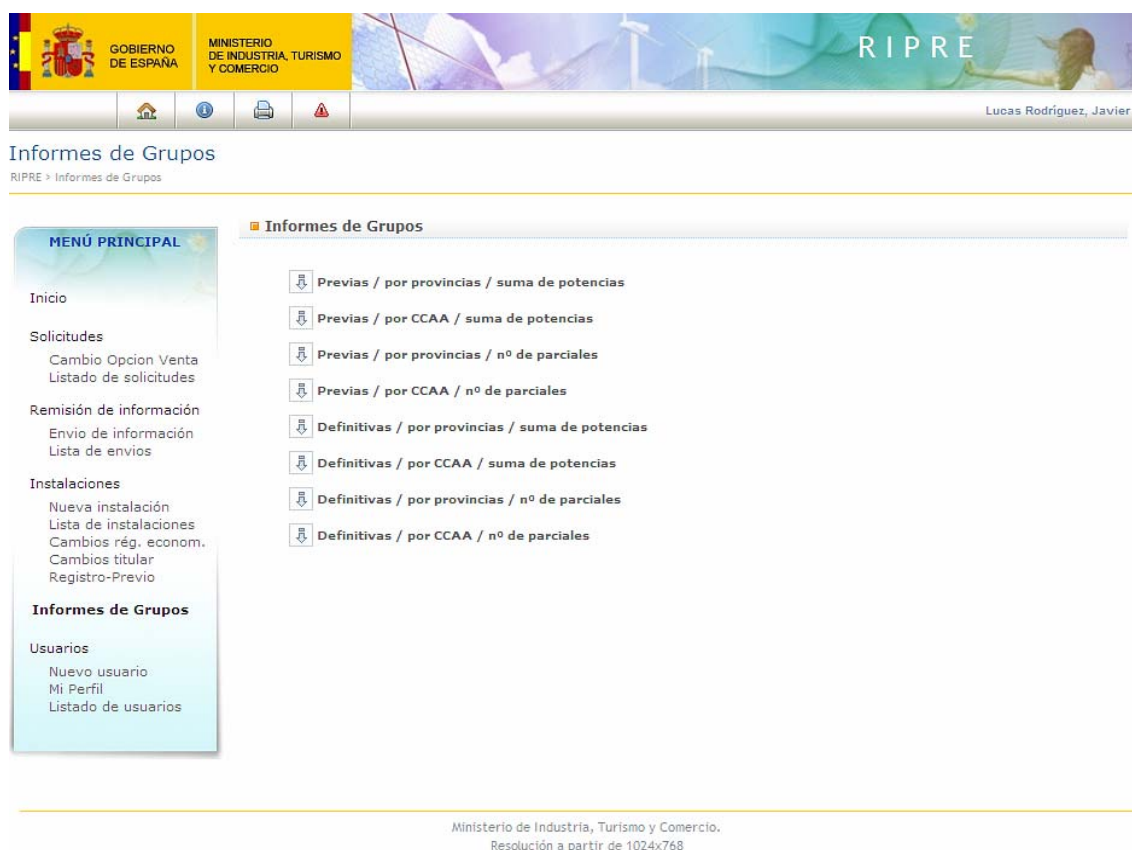 GOBIERNO
DE ESPAÑA
MINISTERIO
DE INDUSTRIA, TURISMO
Y COMERCIO
RIPRE
Lucas Rodríguez, Javier
Informes de Grupos
RIPRE > Informes de Grupos
MENÚ PRINCIPAL
Inicio
Solicitudes
Cambio Opcion Venta
Listado de solicitudes
Remisión de información
Envio de información
Lista de envios
Instalaciones
Nueva instalación
Lista de instalaciones
Cambios rég. econom.
Cambios titular
Registro-Previo
Informes de Grupos
Usuarios
Nuevo usuario
Mi Perfil
Listado de usuarios
Informes de Grupos
Previas / por provincias / suma de potencias
Previas / por CCAA / suma de potencias
Previas / por provincias / nº de parciales
Previas / por CCAA / nº de parciales
Definitivas / por provincias / suma de potencias
Definitivas / por CCAA / suma de potencias
Definitivas / por provincias / nº de parciales
Definitivas / por CCAA / nº de parciales
Ministerio de Industria, Turismo y Comercio.
Resolución a partir de 1024x768